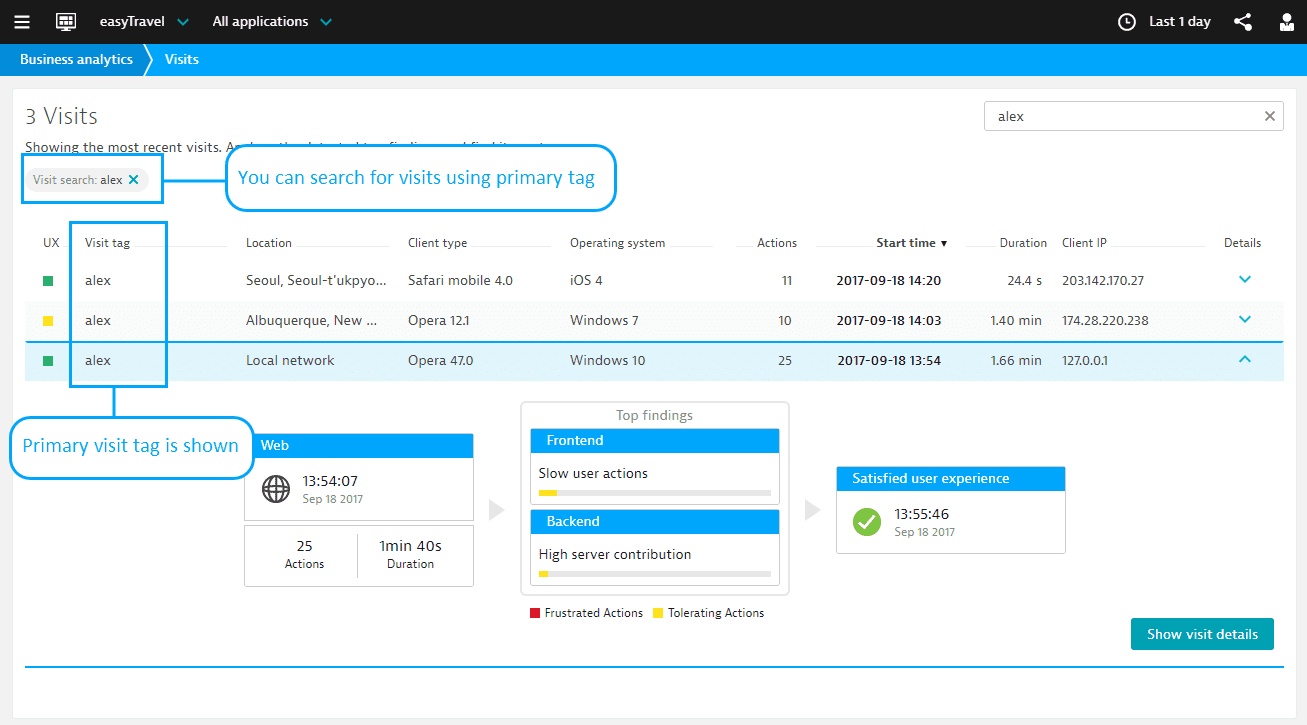 easyTravel All applications Last 1 day
Business analytics Visits
3 Visits
alex
Showing the most recent visits.
Visit search: alex
You can search for visits using primary tag
UX Visit tag Location Client type Operating system Actions Start time ▼ Duration Client IP Details
alex Seoul, Seoul-t'ukpyo... Safari mobile 4.0 iOS 4 11 2017-09-18 14:20 24.4 s 203.142.170.27
alex Albuquerque, New ... Opera 12.1 Windows 7 10 2017-09-18 14:03 1.40 min 174.28.220.238
alex Local network Opera 47.0 Windows 10 25 2017-09-18 13:54 1.66 min 127.0.0.1
Primary visit tag is shown
Web
13:54:07
Sep 18 2017
25 1min 40s
Actions Duration
Top findings
Frontend
Slow user actions
Backend
High server contribution
Frustrated Actions Tolerating Actions
Satisfied user experience
13:55:46
Sep 18 2017
Show visit details